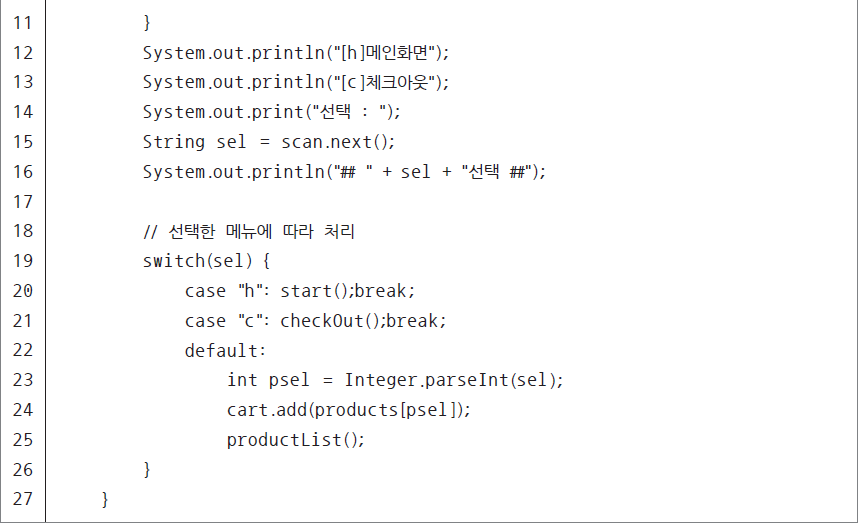 11 }
12 System.out.println("[h]메인화면");
13 System.out.println("[c]체크아웃");
14 System.out.print("선택 : ");
15 String sel = scan.next();
16 System.out.println("## " + sel + "선택 ##");
17
18 // 선택한 메뉴에 따라 처리
19 switch(sel) {
20 case "h": start();break;
21 case "c": checkOut();break;
22 default:
23 int psel = Integer.parseInt(sel);
24 cart.add(products[psel]);
25 productList();
26 }
27 }